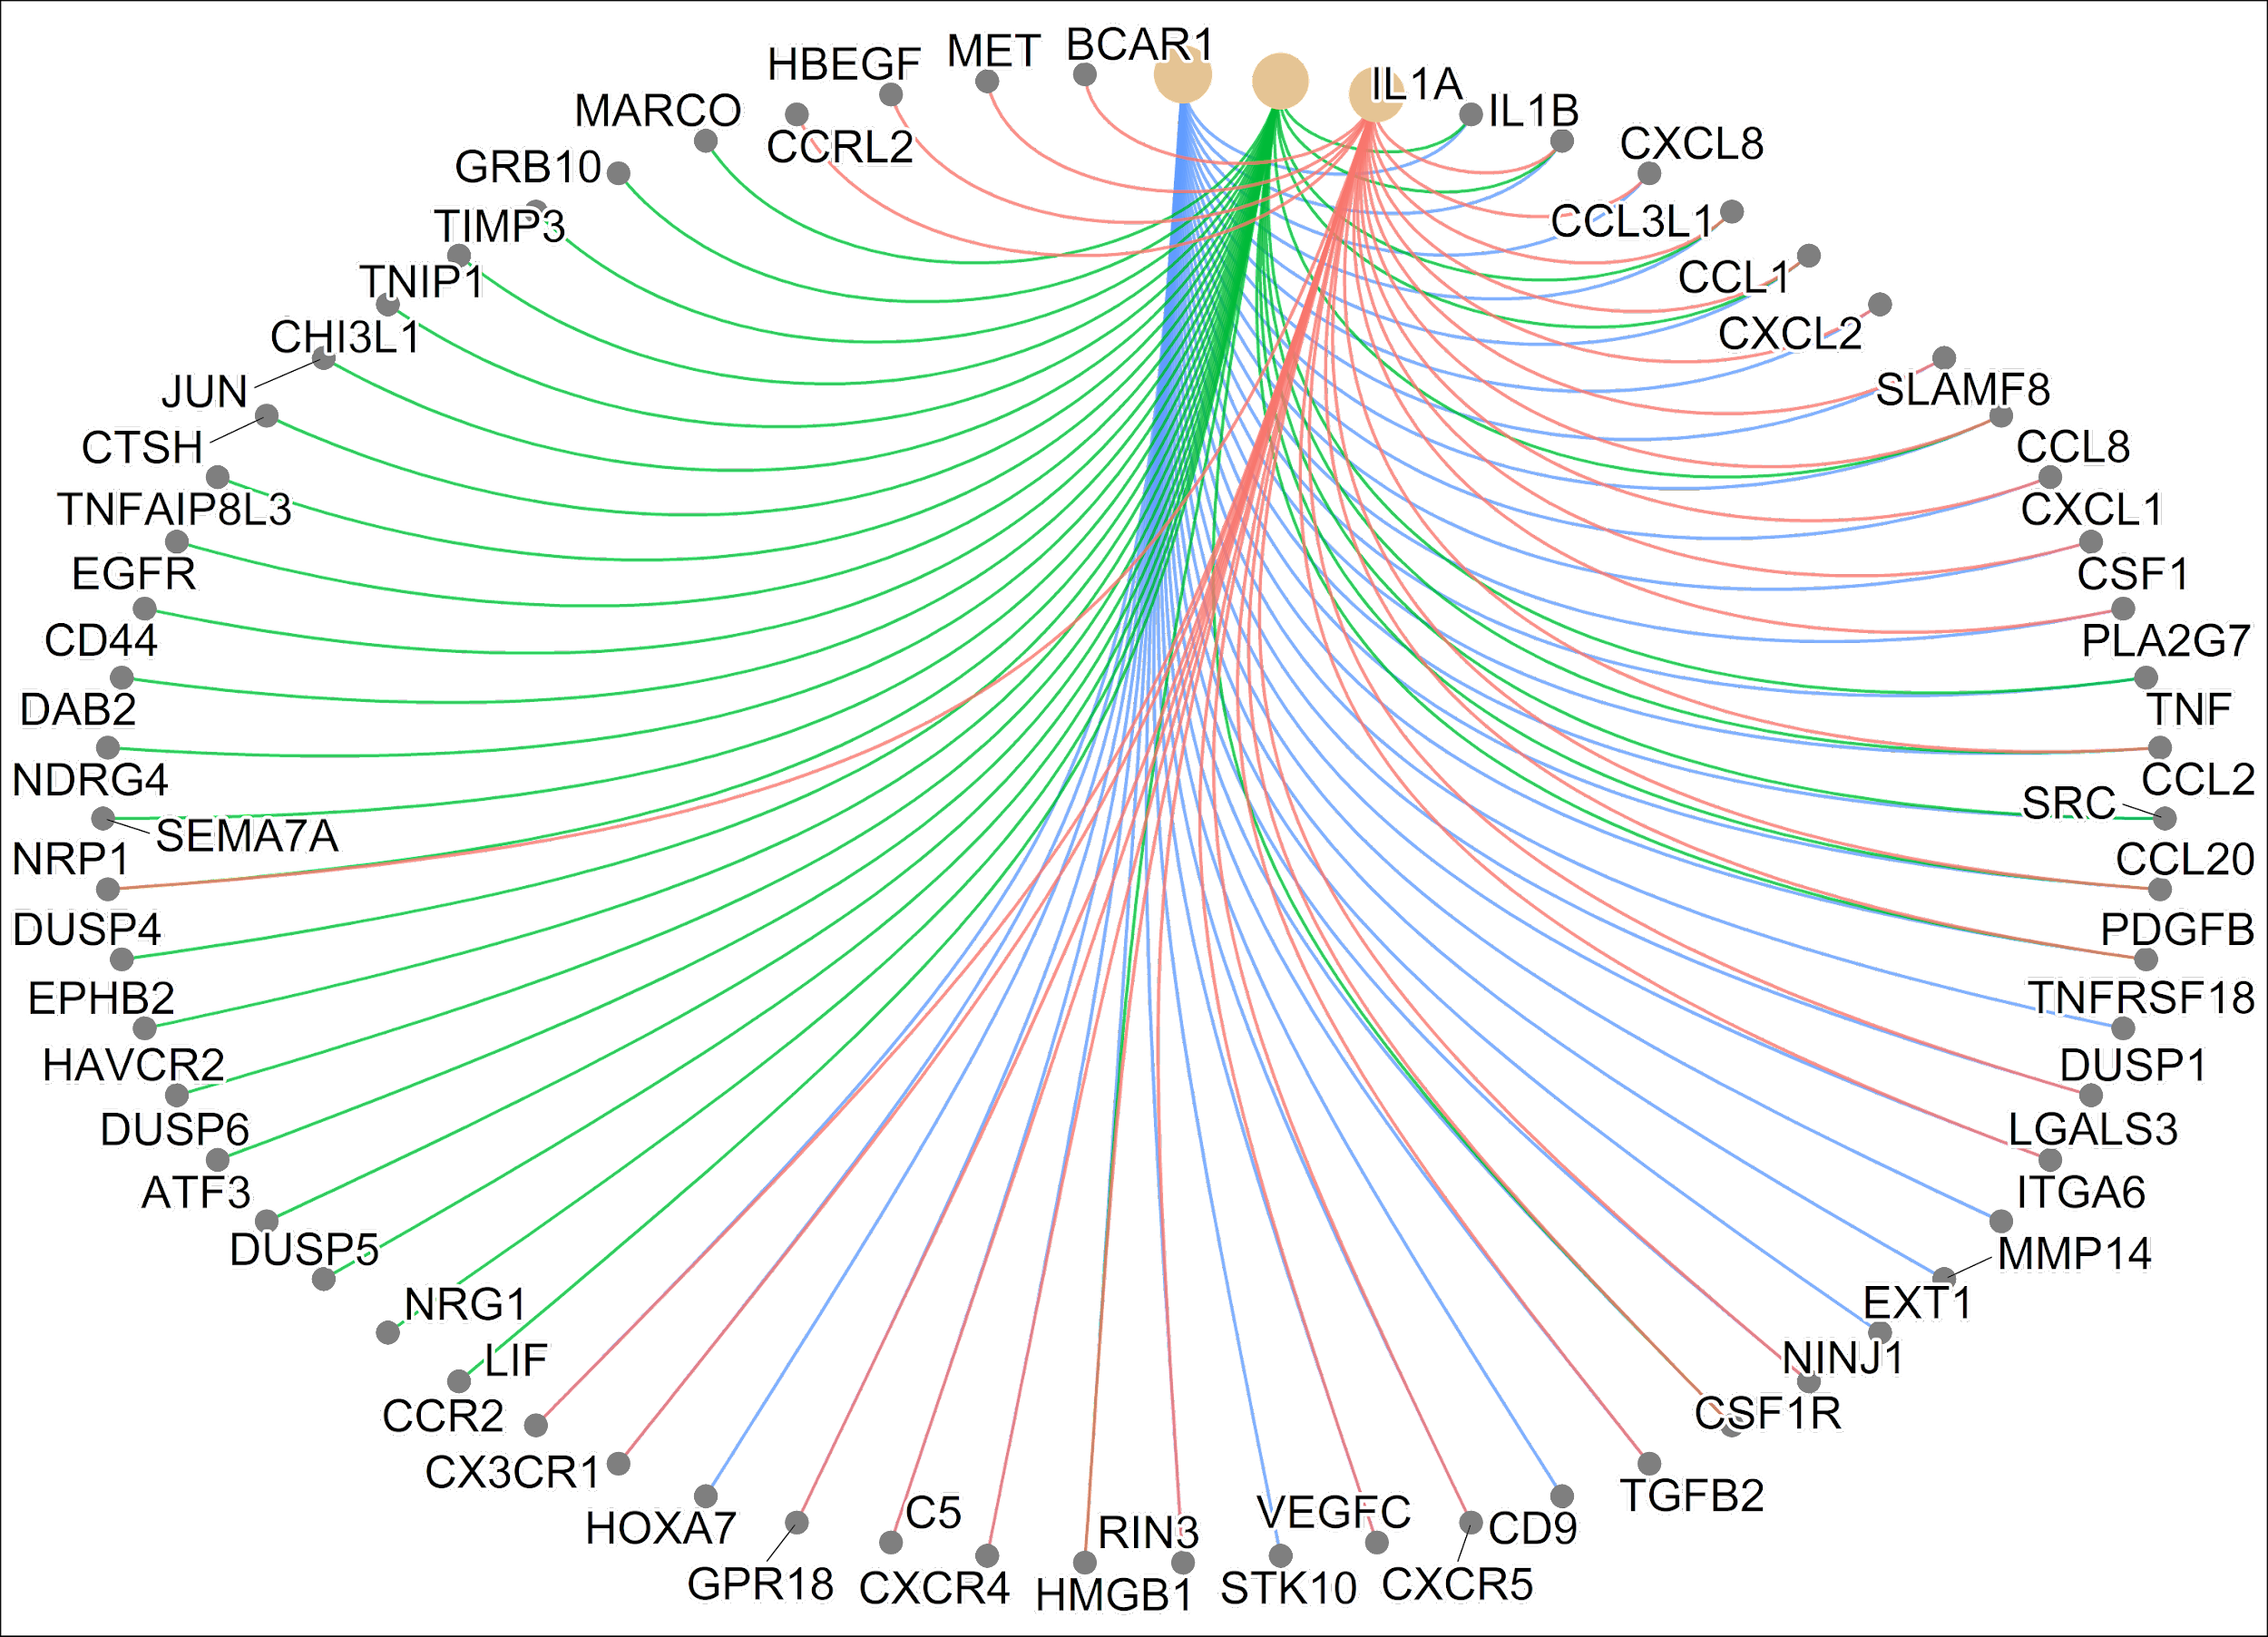 BCAR1
MET
HBEGF
IL1A
IL1B
MARCO
CCRL2
CXCL8
GRB10
TIMP3
CCL3L1
TNIP1
CCL1
CHI3L1
CXCL2
JUN
SLAMF8
CTSH
CCL8
TNFAIP8L3
CXCL1
EGFR
CSF1
CD44
PLA2G7
DAB2
TNF
NDRG4
CCL2
SRC
SEMA7A
NRP1
CCL20
DUSP4
PDGFB
EPHB2
TNFRSF18
HAVCR2
DUSP1
DUSP6
LGALS3
ATF3
ITGA6
DUSP5
MMP14
NRG1
EXT1
LIF
NINJ1
CCR2
CSF1R
CX3CR1
TGFB2
HOXA7
C5
RIN3
VEGFC
CD9
GPR18
CXCR4
HMGB1
STK10
CXCR5